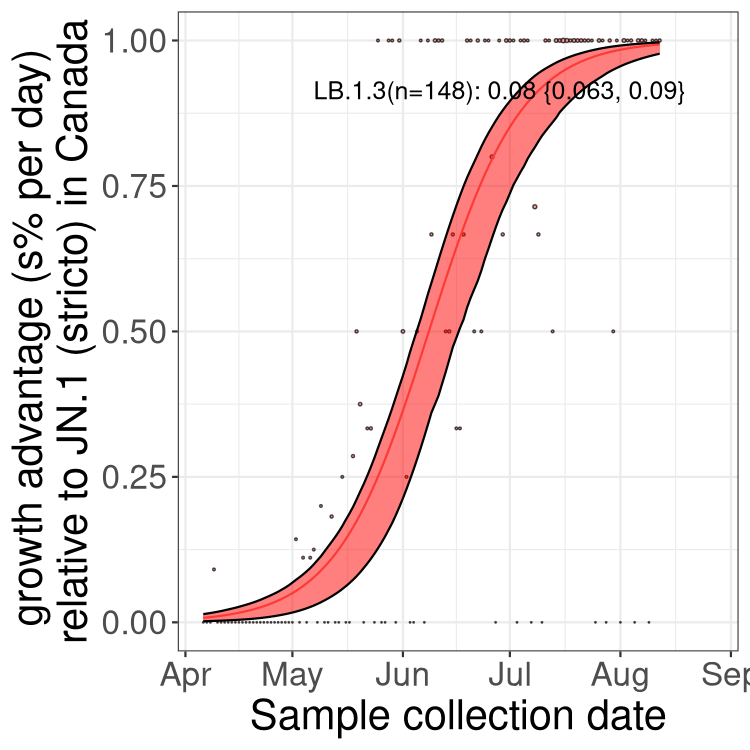 growth advantage (s% per day)
relative to JN.1 (stricto) in Canada
1.00
0.75
0.50
0.25
0.00
LB.1.3(n=148): 0.08 {0.063, 0.09}
Apr May Jun Jul Aug Sep
Sample collection date